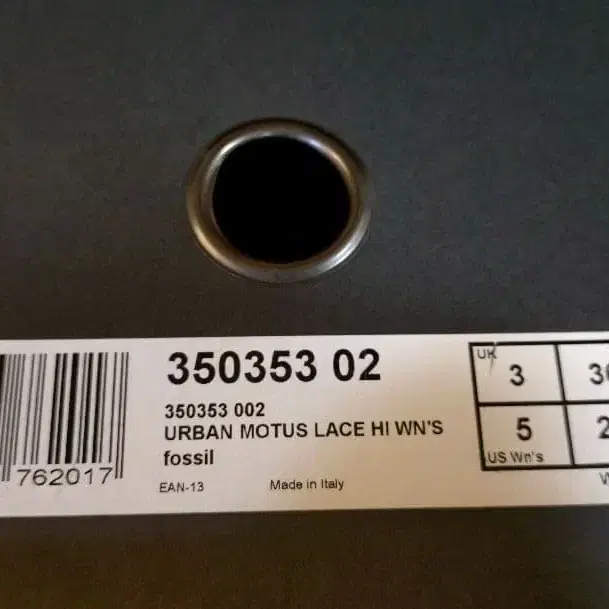 350353 02
350353 002
URBAN MOTUS LACE HI WN'S
fossil
EAN-13
Made in Italy
762017
UK
3
5
US Wn's